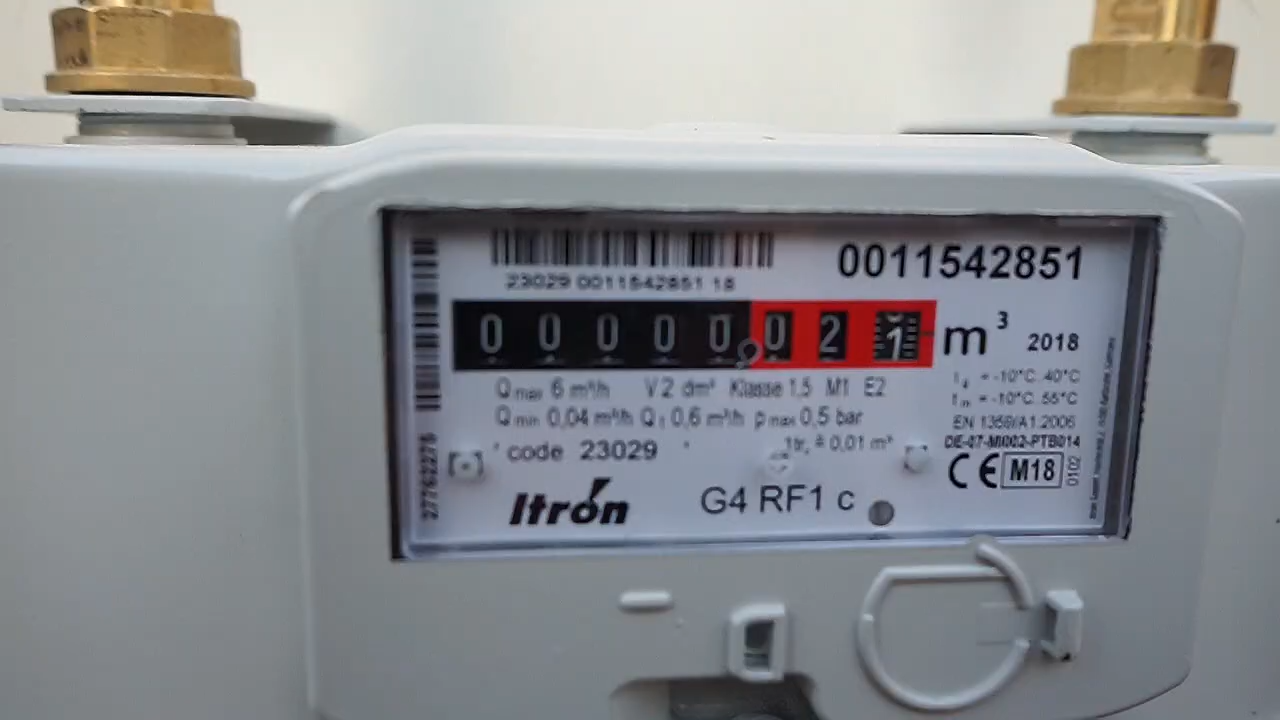 0011542851
23029 0011542851 18
0 0 0 0 0 0 2 1 m³ 2018
Qmax 6 m³/h V 2 dm³ Klasse 1,5 M1 E2
Qmin 0,04 m³/h Qt 0,6 m³/h pmax 0,5 bar
-10°C..40°C
-10°C..55°C
EN 1359/A1:2006
code 23029
1tr. ≙ 0,01 m³
DE-07-MI002-PTB014
CE M18 0102
Itron
G4 RF1 c
27762275